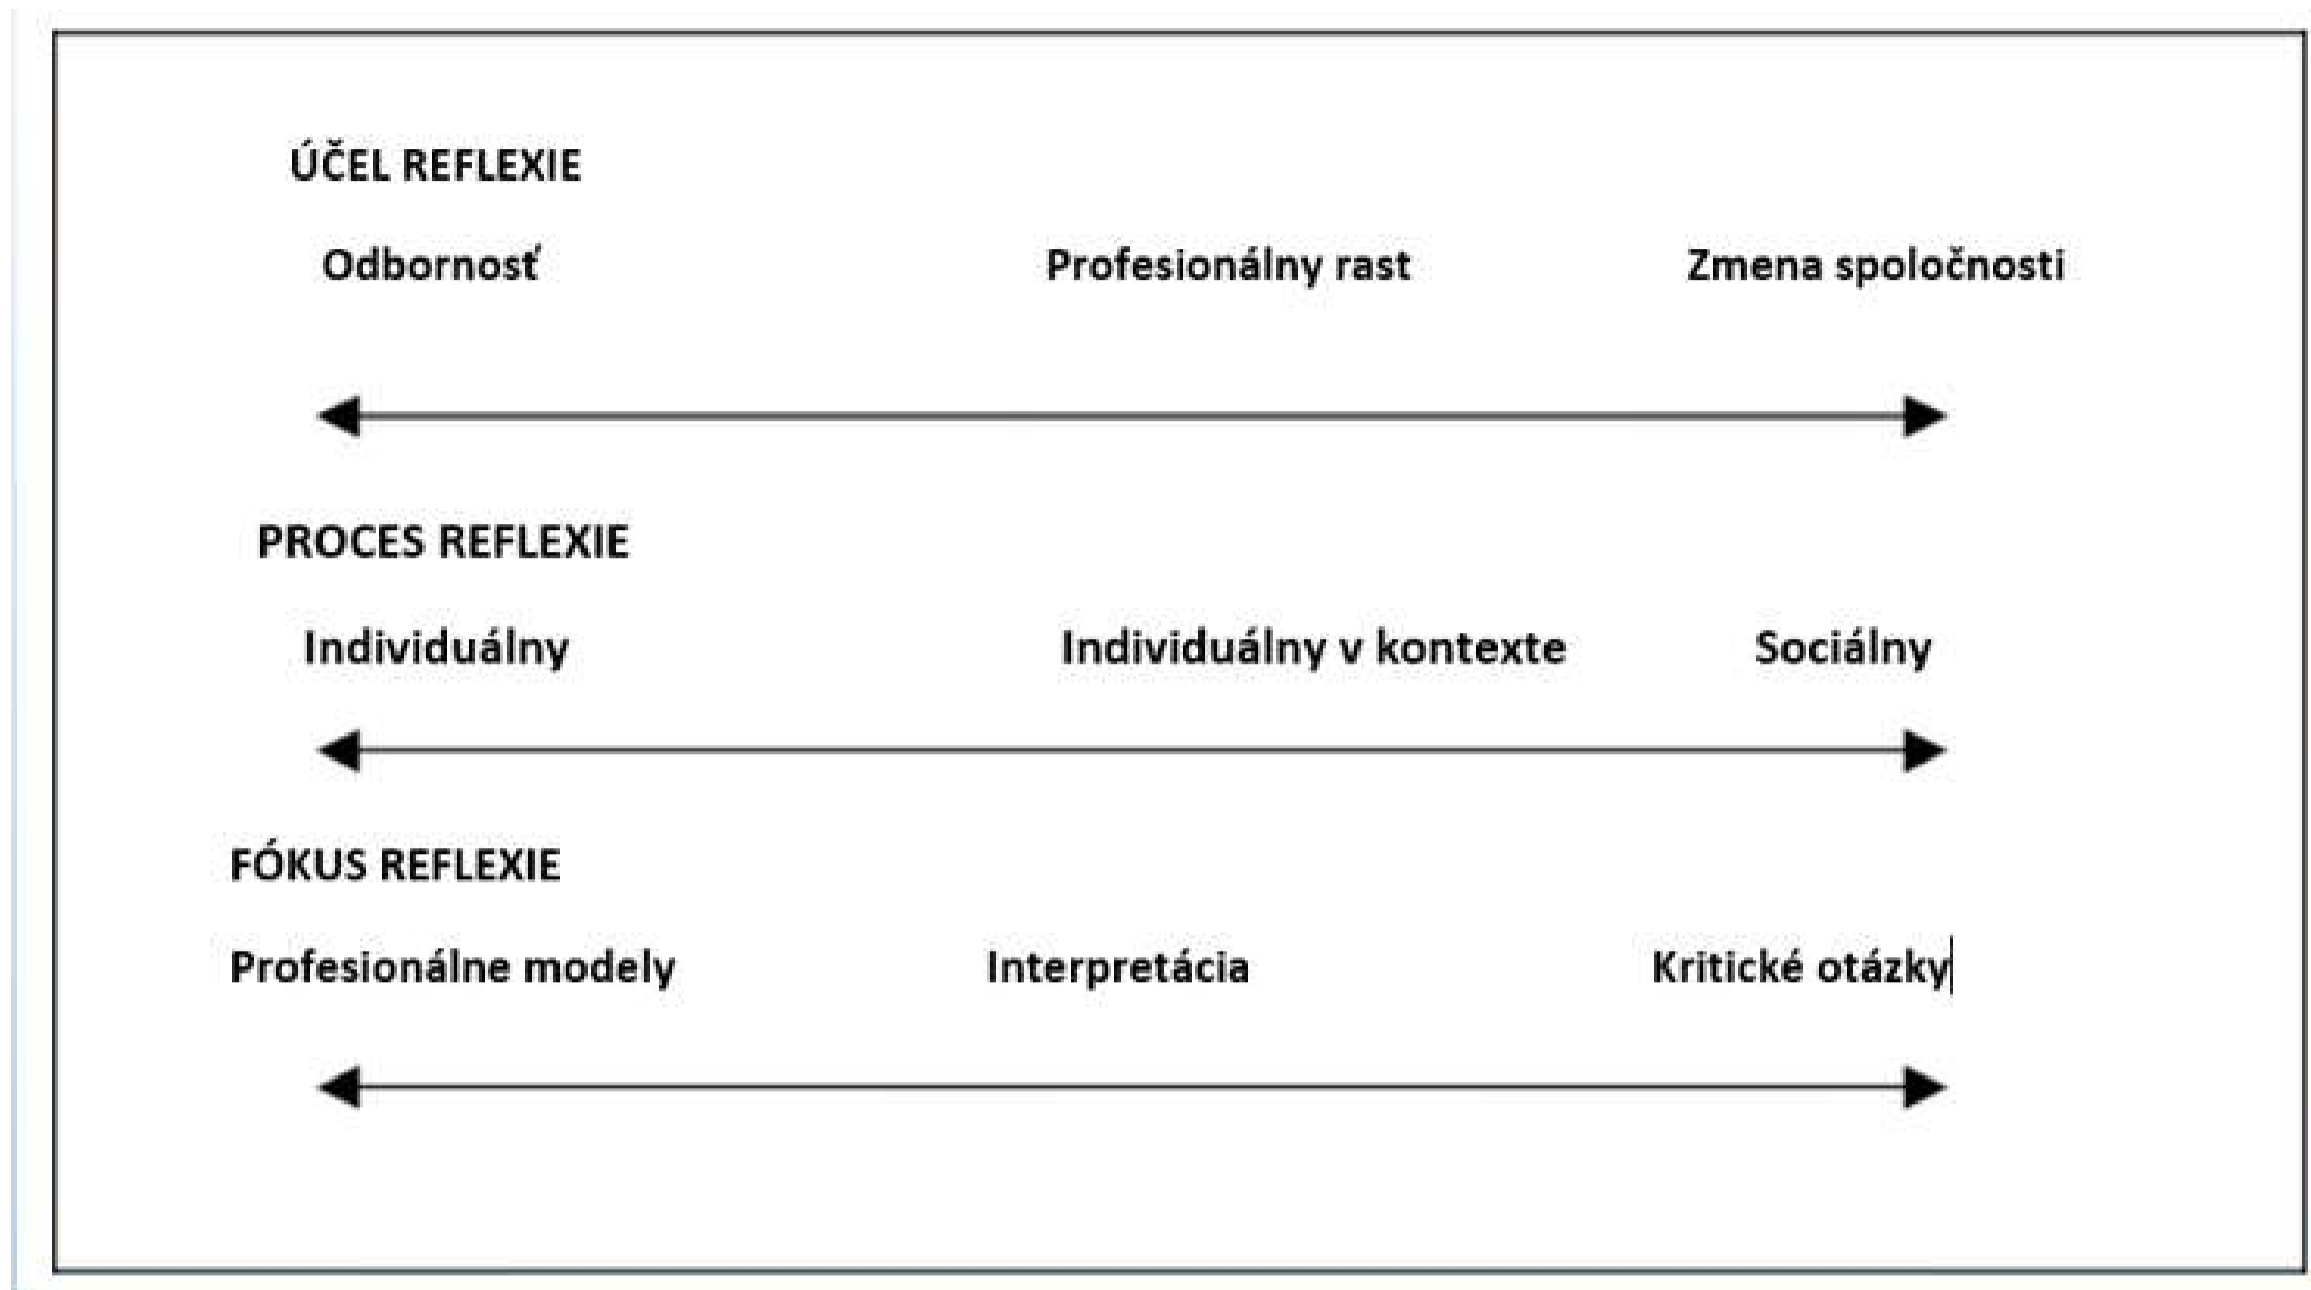 ÚČEL REFLEXIE
Odbornosť Profesionálny rast Zmena spoločnosti
PROCES REFLEXIE
Individuálny Individuálny v kontexte Sociálny
FÓKUS REFLEXIE
Profesionálne modely Interpretácia Kritické otázky